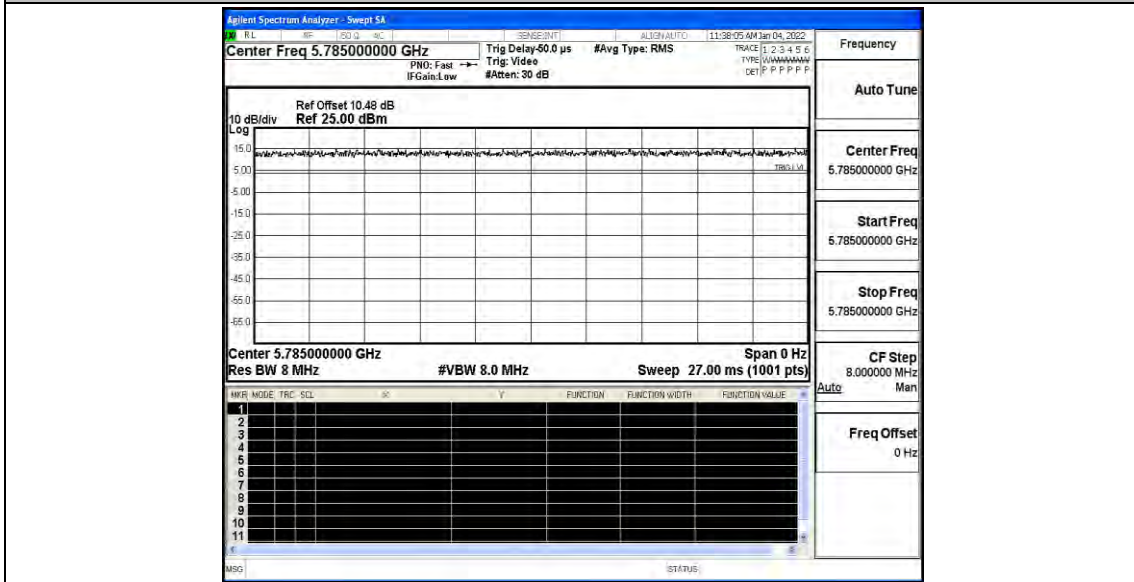 Agilent Spectrum Analyzer - Swept SA
RL RF 50 Ω AC SENSE:INT ALIGN AUTO 11:38:05 AM Jan 04, 2022
Center Freq 5.785000000 GHz
PNO: Fast
IFGain:Low
Trig Delay-50.0 µs
Trig: Video
#Atten: 30 dB
#Avg Type: RMS
TRACE 1 2 3 4 5 6
TYPE
DET P P P P P P
Ref Offset 10.48 dB
10 dB/div Ref 25.00 dBm
Log
15.0
5.00
TRIG LVL
-5.00
-15.0
-25.0
-35.0
-45.0
-55.0
-65.0
Center 5.785000000 GHz Span 0 Hz
Res BW 8 MHz #VBW 8.0 MHz Sweep 27.00 ms (1001 pts)
MKR MODE TRC SCL X Y FUNCTION FUNCTION WIDTH FUNCTION VALUE
1
2
3
4
5
6
7
8
9
10
11
MSG STATUS
Frequency
Auto Tune
Center Freq
5.785000000 GHz
Start Freq
5.785000000 GHz
Stop Freq
5.785000000 GHz
CF Step
8.000000 MHz
Auto Man
Freq Offset
0 Hz